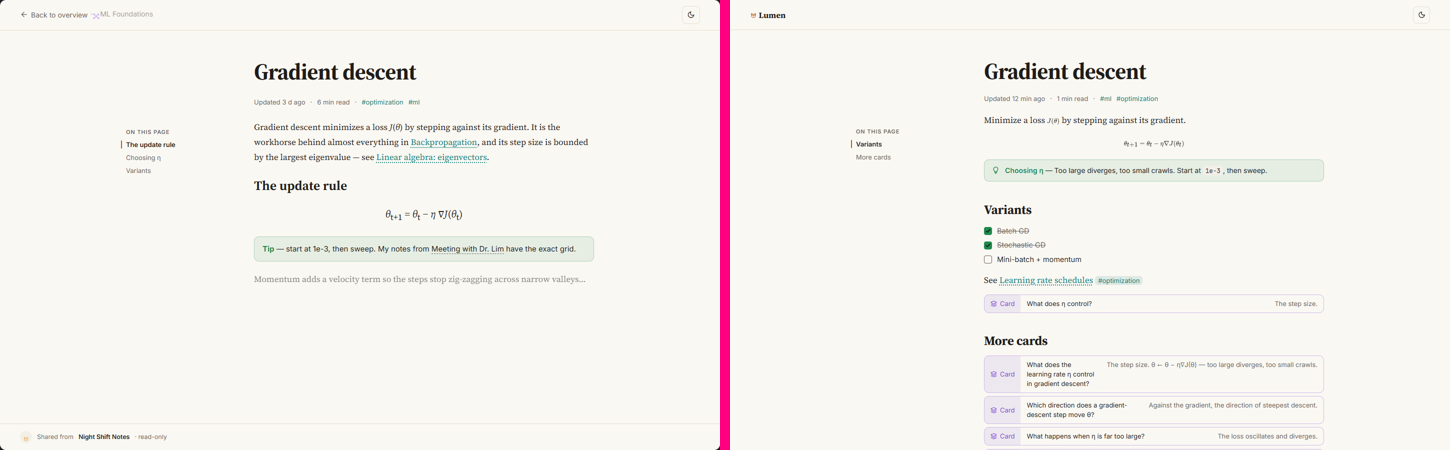 Back to overview ML Foundations
Gradient descent
Updated 3 d ago · 6 min read · #optimization #ml
ON THIS PAGE
The update rule
Choosing η
Variants
Gradient descent minimizes a loss J(θ) by stepping against its gradient. It is the
workhorse behind almost everything in Backpropagation, and its step size is bounded
by the largest eigenvalue — see Linear algebra: eigenvectors.
The update rule
θt+1 = θt − η ∇J(θt)
Tip — start at 1e-3, then sweep. My notes from Meeting with Dr. Lim have the exact grid.
Momentum adds a velocity term so the steps stop zig-zagging across narrow valleys...
Shared from Night Shift Notes · read-only
Lumen
Gradient descent
Updated 12 min ago · 1 min read · #ml #optimization
ON THIS PAGE
Variants
More cards
Minimize a loss J(θ) by stepping against its gradient.
θt+1 ← θt − η∇J(θt)
Choosing η — Too large diverges, too small crawls. Start at 1e-3, then sweep.
Variants
Batch GD
Stochastic GD
Mini-batch + momentum
See Learning rate schedules #optimization
Card What does η control? The step size.
More cards
Card What does the learning rate η control in gradient descent? The step size. θ ← θ − η∇J(θ) — too large diverges, too small crawls.
Card Which direction does a gradient-descent step move θ? Against the gradient, the direction of steepest descent.
Card What happens when η is far too large? The loss oscillates and diverges.